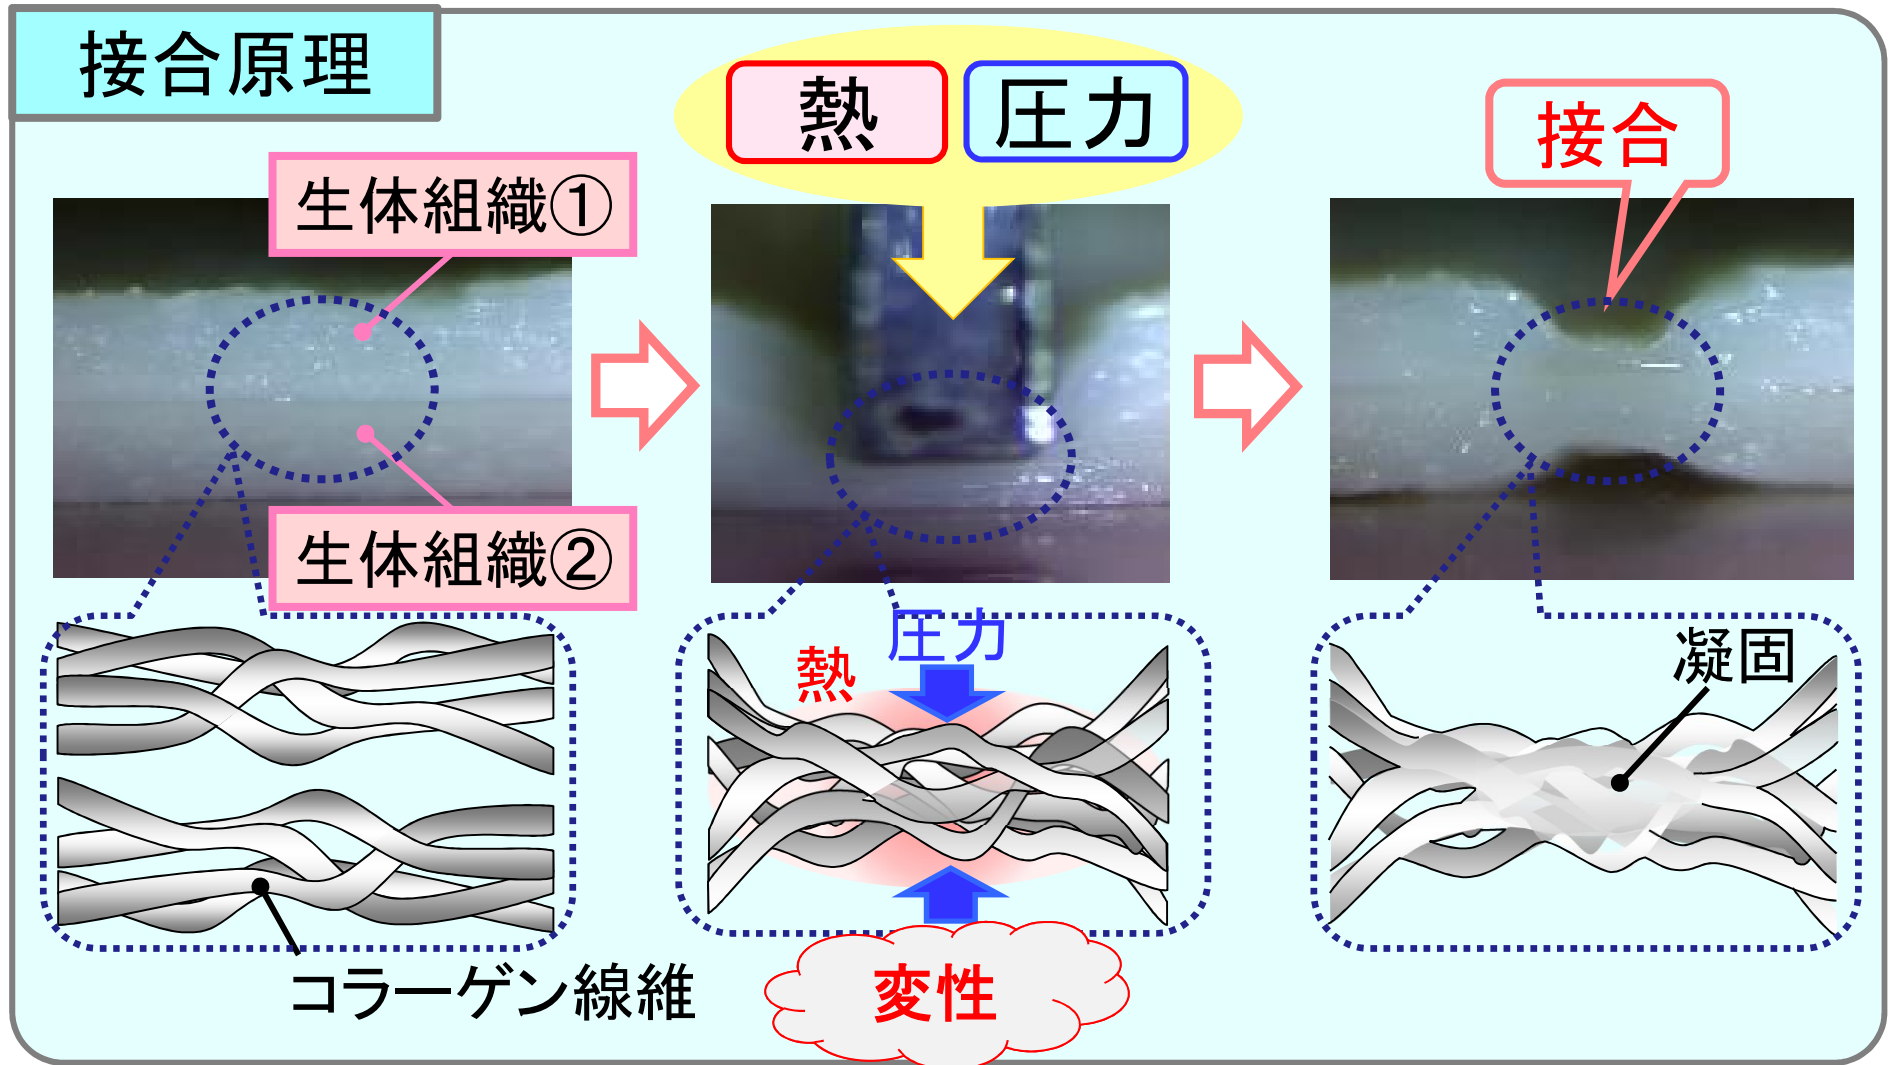 接合原理
熱
圧力
接合
生体組織①
生体組織②
圧力
熱
凝固
コラーゲン線維
変性